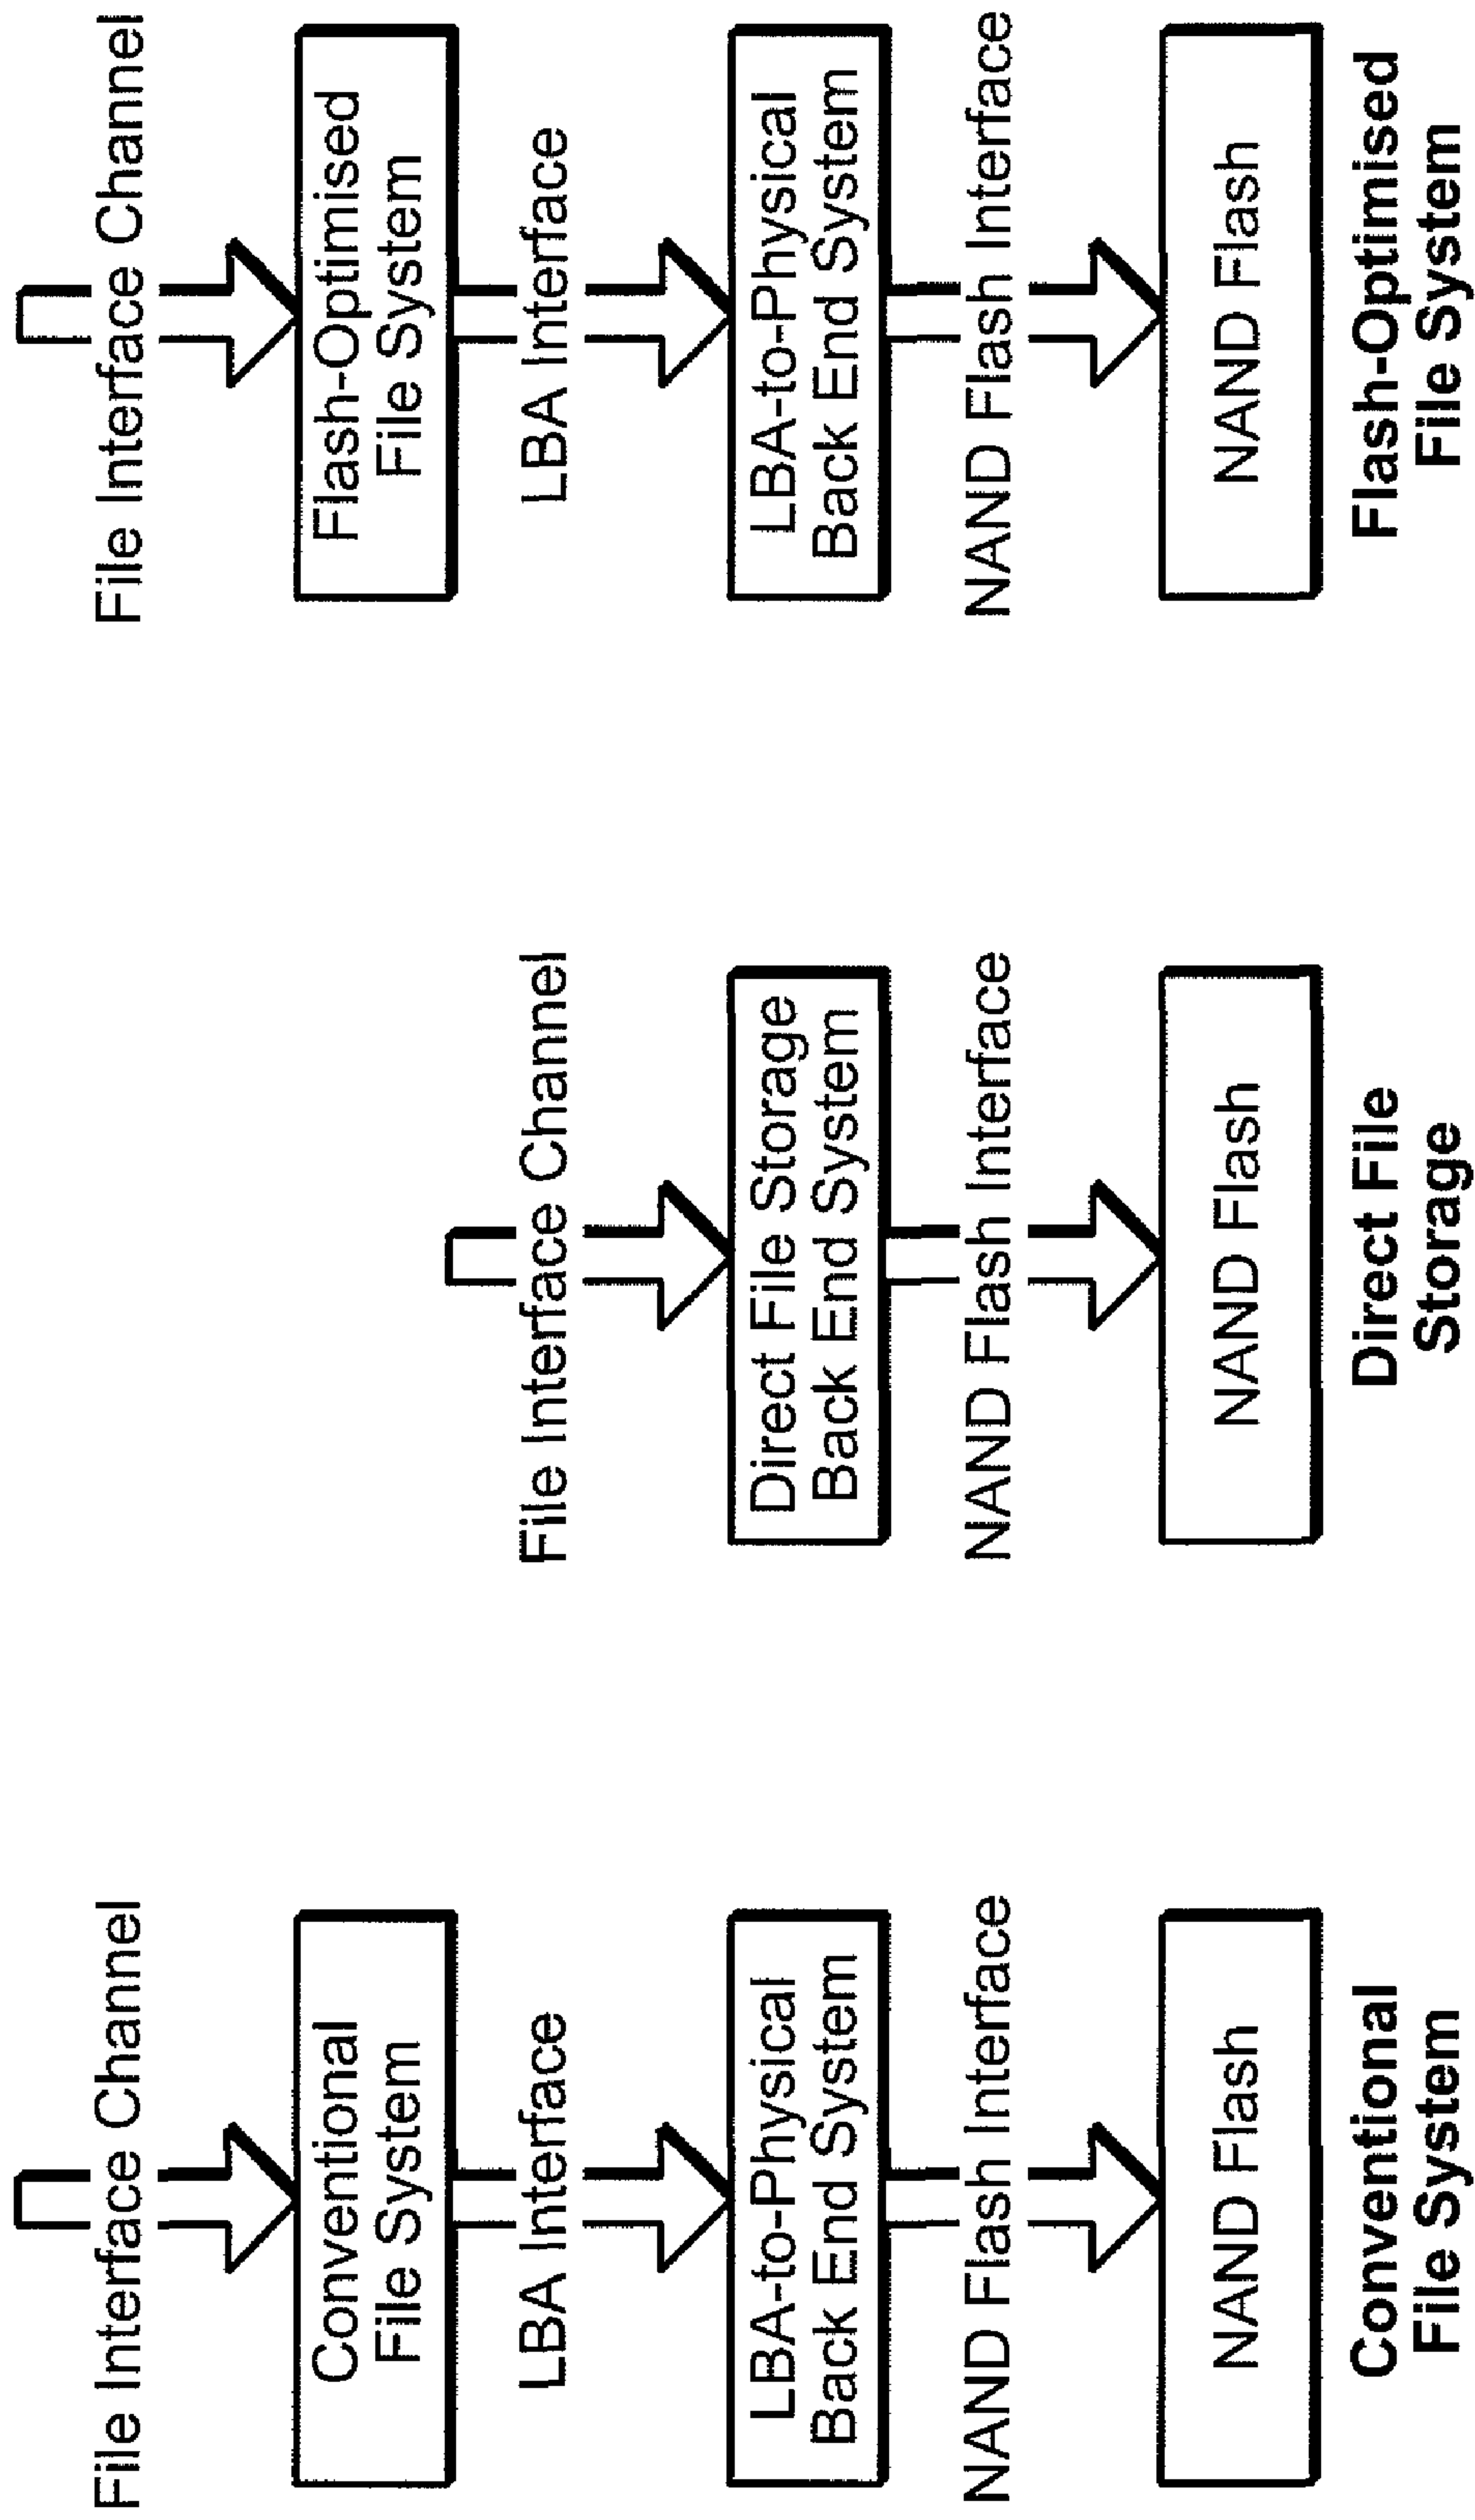 File Interface Channel
Conventional
File System
LBA Interface
LBA-to-Physical
Back End System
NAND Flash Interface
NAND Flash
Conventional
File System
File Interface Channel
Direct File Storage
Back End System
NAND Flash Interface
NAND Flash
Direct File
Storage
File Interface Channel
Flash-Optimised
File System
LBA Interface
LBA-to-Physical
Back End System
NAND Flash Interface
NAND Flash
Flash-Optimised
File System